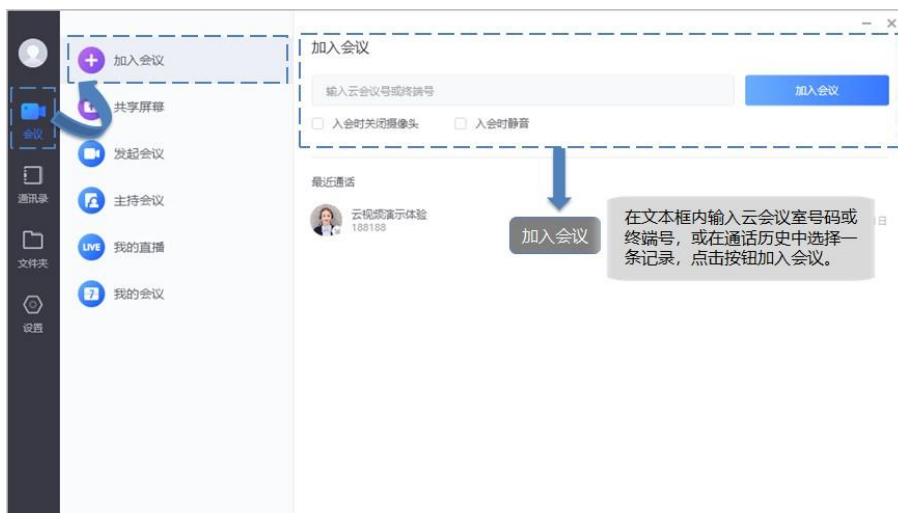 会议
通讯录
文件夹
设置
加入会议
共享屏幕
发起会议
主持会议
LIVE
我的直播
7
我的会议
加入会议
输入云会议号或终端号
加入会议
入会时关闭摄像头
入会时静音
最近通话
云视频演示体验
188188
日
加入会议
在文本框内输入云会议室号码或
终端号，或在通话历史中选择一
条记录，点击按钮加入会议。